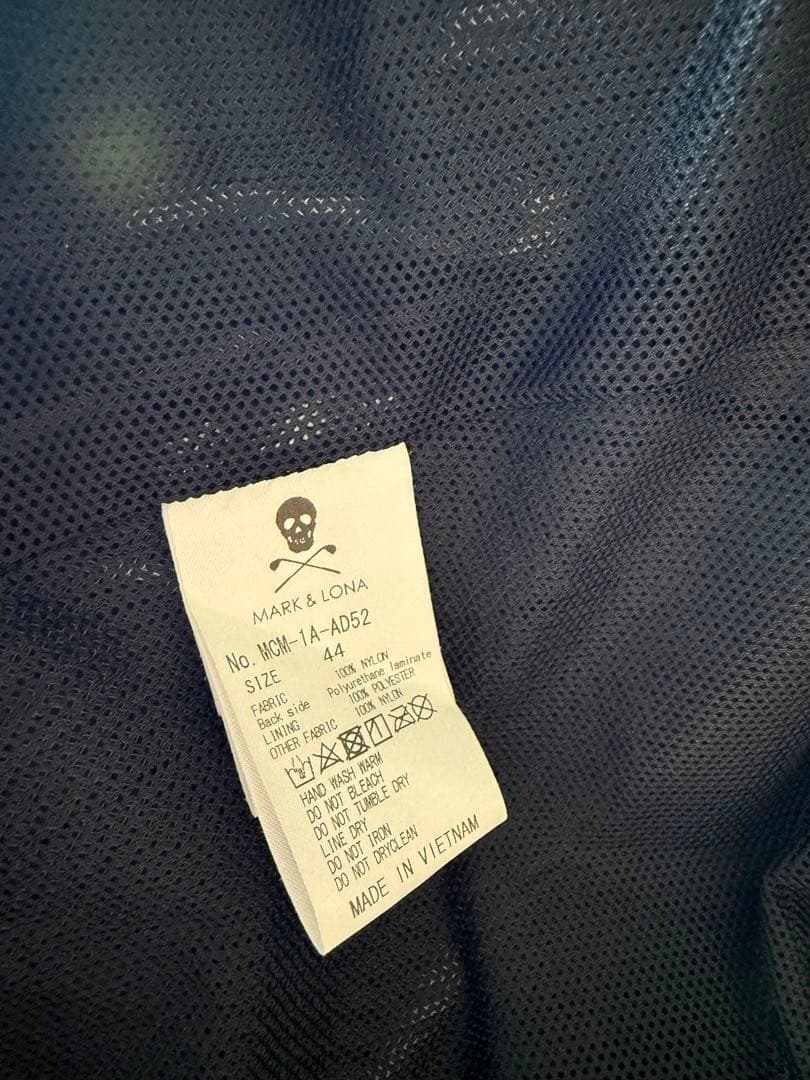 MARK & LONA
No. MCM-1A-AD52
SIZE 44
FABRIC 100% NYLON
Back side Polyurethane laminate
LINING 100% POLYESTER
OTHER FABRIC 100% NYLON
HAND WASH WARM
DO NOT BLEACH
DO NOT TUMBLE DRY
LINE DRY
DO NOT IRON
DO NOT DRYCLEAN
MADE IN VIETNAM